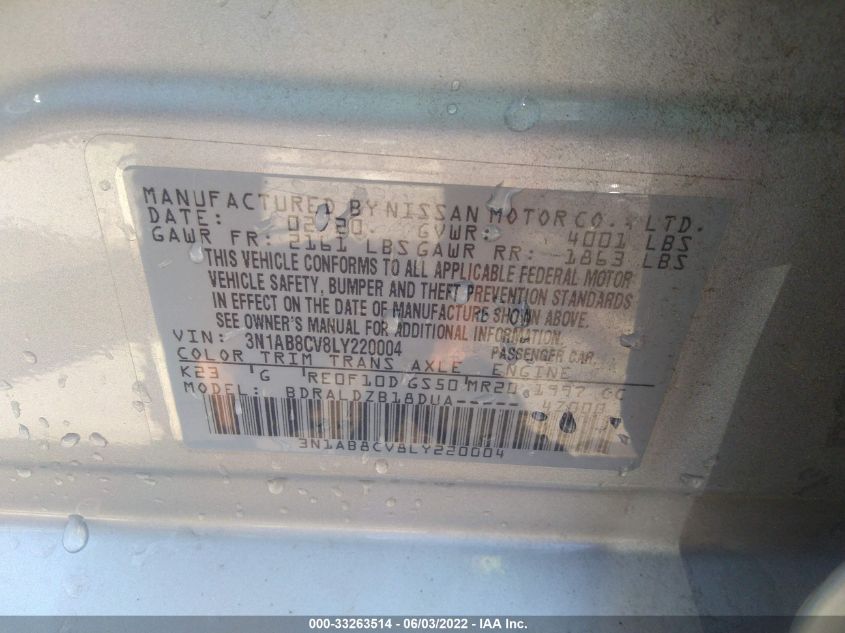 MANUFACTURED BY NISSAN MOTOR CO., LTD.
DATE: 02/20 GVWR: 4001 LBS
GAWR FR: 2161 LBS GAWR RR: 1863 LBS
THIS VEHICLE CONFORMS TO ALL APPLICABLE FEDERAL MOTOR
VEHICLE SAFETY, BUMPER AND THEFT PREVENTION STANDARDS
IN EFFECT ON THE DATE OF MANUFACTURE SHOWN ABOVE.
SEE OWNER'S MANUAL FOR ADDITIONAL INFORMATION.
VIN: 3N1AB8CV8LY220004 PASSENGER CAR
COLOR TRIM TRANS AXLE ENGINE
K23 G RE0F10D GS50 MR20 1997 CC
MODEL: BDRALDZB18DUA-----
3N1AB8CV8LY220004
000-33263514 - 06/03/2022 - IAA Inc.